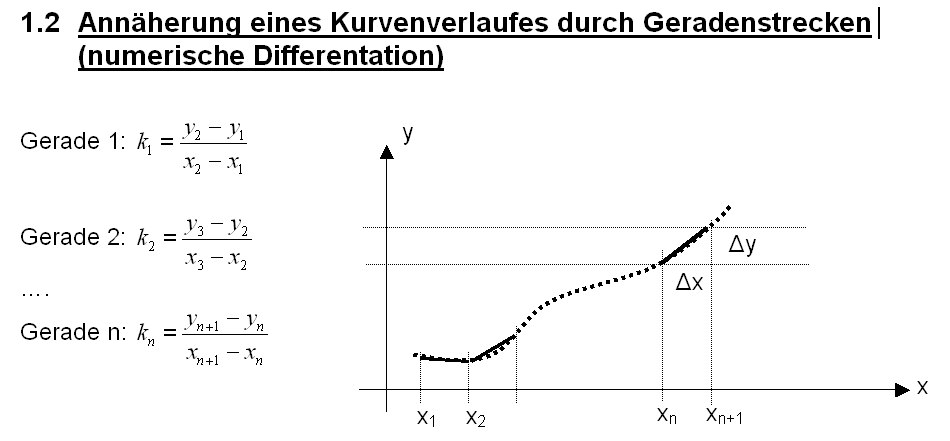 1.2 Annäherung eines Kurvenverlaufes durch Geradenstrecken
(numerische Differentation)
Gerade 1: k₁ = (y₂ − y₁)/(x₂ − x₁)
Gerade 2: k₂ = (y₃ − y₂)/(x₃ − x₂)
....
Gerade n: kₙ = (yₙ₊₁ − yₙ)/(xₙ₊₁ − xₙ)
y
Δy
Δx
x
x₁ x₂ xₙ xₙ₊₁